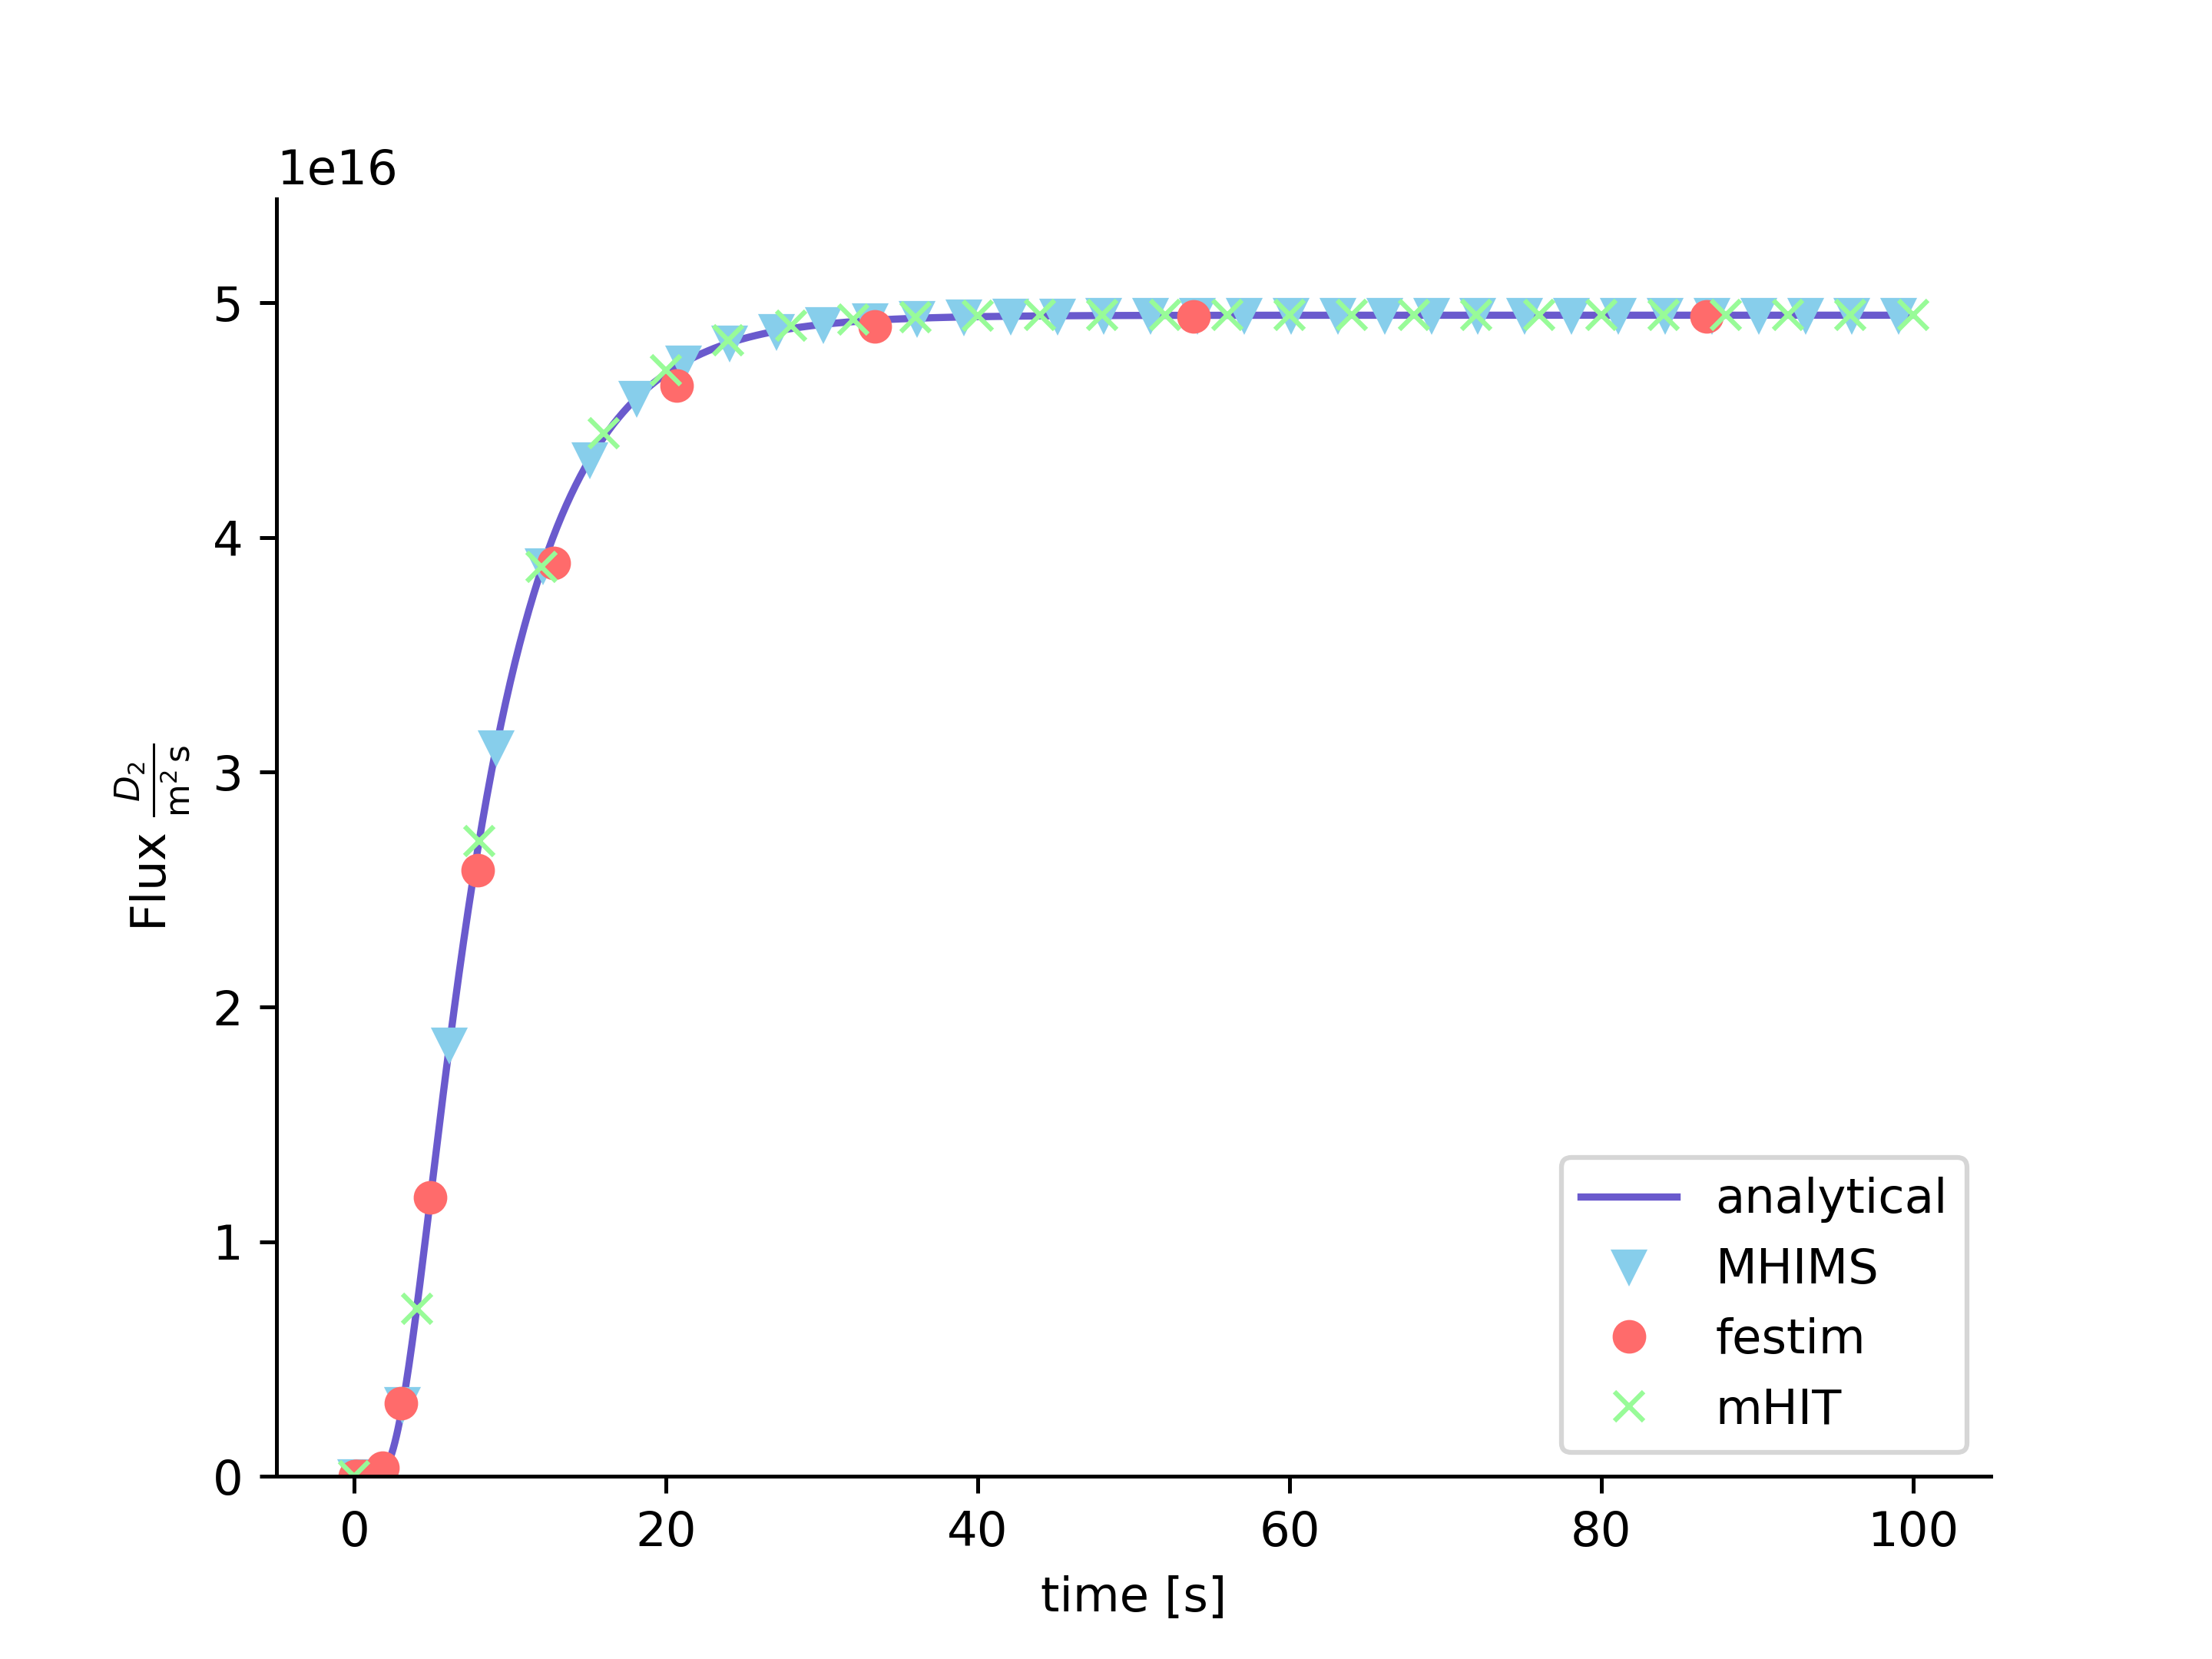 1e16
5
4
3
2
1
0
Flux D₂/m² s
0 20 40 60 80 100
time [s]
analytical
MHIMS
festim
mHIT